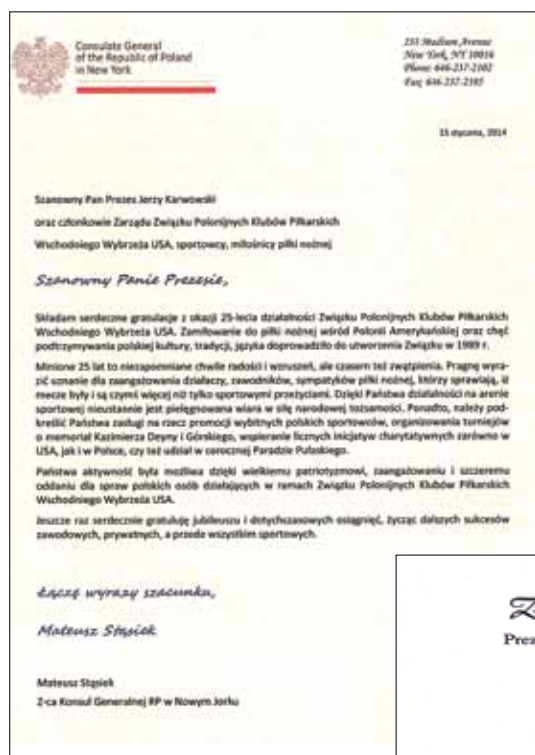 Consulate General
of the Republic of Poland
in New York
233 Madison Avenue
New York, NY 10016
Phone: 646-237-2102
Fax: 646-237-2105
15 stycznia, 2014
Szanowny Pan Prezes Jerzy Karwowski
oraz członkowie Zarządu Związku Polonijnych Klubów Piłkarskich
Wschodniego Wybrzeża USA, sportowcy, miłośnicy piłki nożnej
Szanowny Panie Prezesie,
Składam serdeczne gratulacje z okazji 25-lecia działalności Związku Polonijnych Klubów Piłkarskich
Wschodniego Wybrzeża USA. Zamiłowanie do piłki nożnej wśród Polonii Amerykańskiej oraz chęć
podtrzymywania polskiej kultury, tradycji, języka doprowadziło do utworzenia Związku w 1989 r.
Minione 25 lat to niezapomniane chwile radości i wzruszeń, ale czasem też zwątpienia. Pragnę wyra-
zić uznanie dla zaangażowania działaczy, zawodników, sympatyków piłki nożnej, którzy sprawiają, iż
mecze były i są czymś więcej niż tylko sportowymi przeżyciami. Dzięki Państwa działalności na arenie
sportowej nieustannie jest pielęgnowana wiara w siłę narodowej tożsamości. Ponadto, należy pod-
kreślić Państwa zasługi na rzecz promocji wybitnych polskich sportowców, organizowania turniejów
o memoriał Kazimierza Deyny i Górskiego, wspieranie licznych inicjatyw charytatywnych zarówno w
USA, jak i w Polsce, czy też udział w corocznej Paradzie Pułaskiego.
Państwa aktywność była możliwa dzięki wielkiemu patriotyzmowi, zaangażowaniu i szczeremu
oddaniu dla spraw polskich osób działających w ramach Związku Polonijnych Klubów Piłkarskich
Wschodniego Wybrzeża USA.
Jeszcze raz serdecznie gratuluję jubileuszu i dotychczasowych osiągnięć, życząc dalszych sukcesów
zawodowych, prywatnych, a przede wszystkim sportowych.
Łączę wyrazy szacunku,
Mateusz Stąsiek
Mateusz Stąsiek
Z-ca Konsul Generalnej RP w Nowym Jorku
Prez